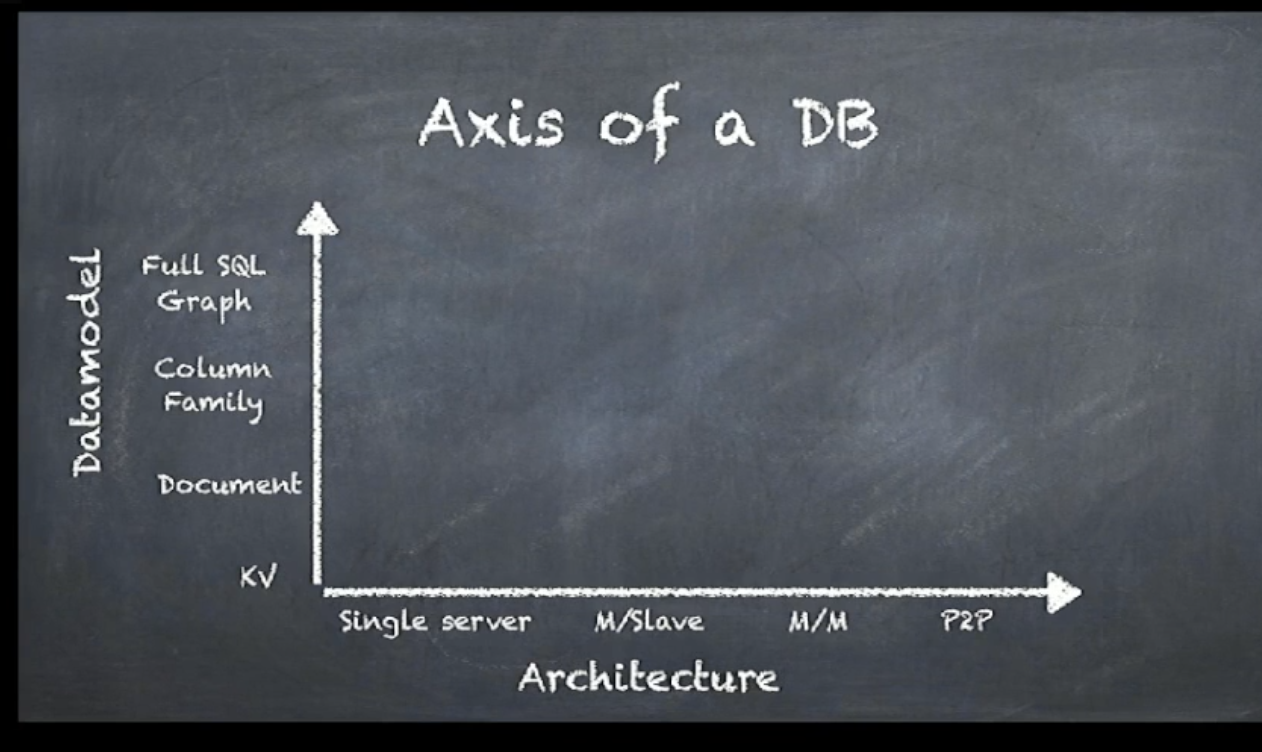 Axis of a DB
Datamodel
Full SQL
Graph
Column
Family
Document
KV
Single server M/Slave M/M P2P
Architecture